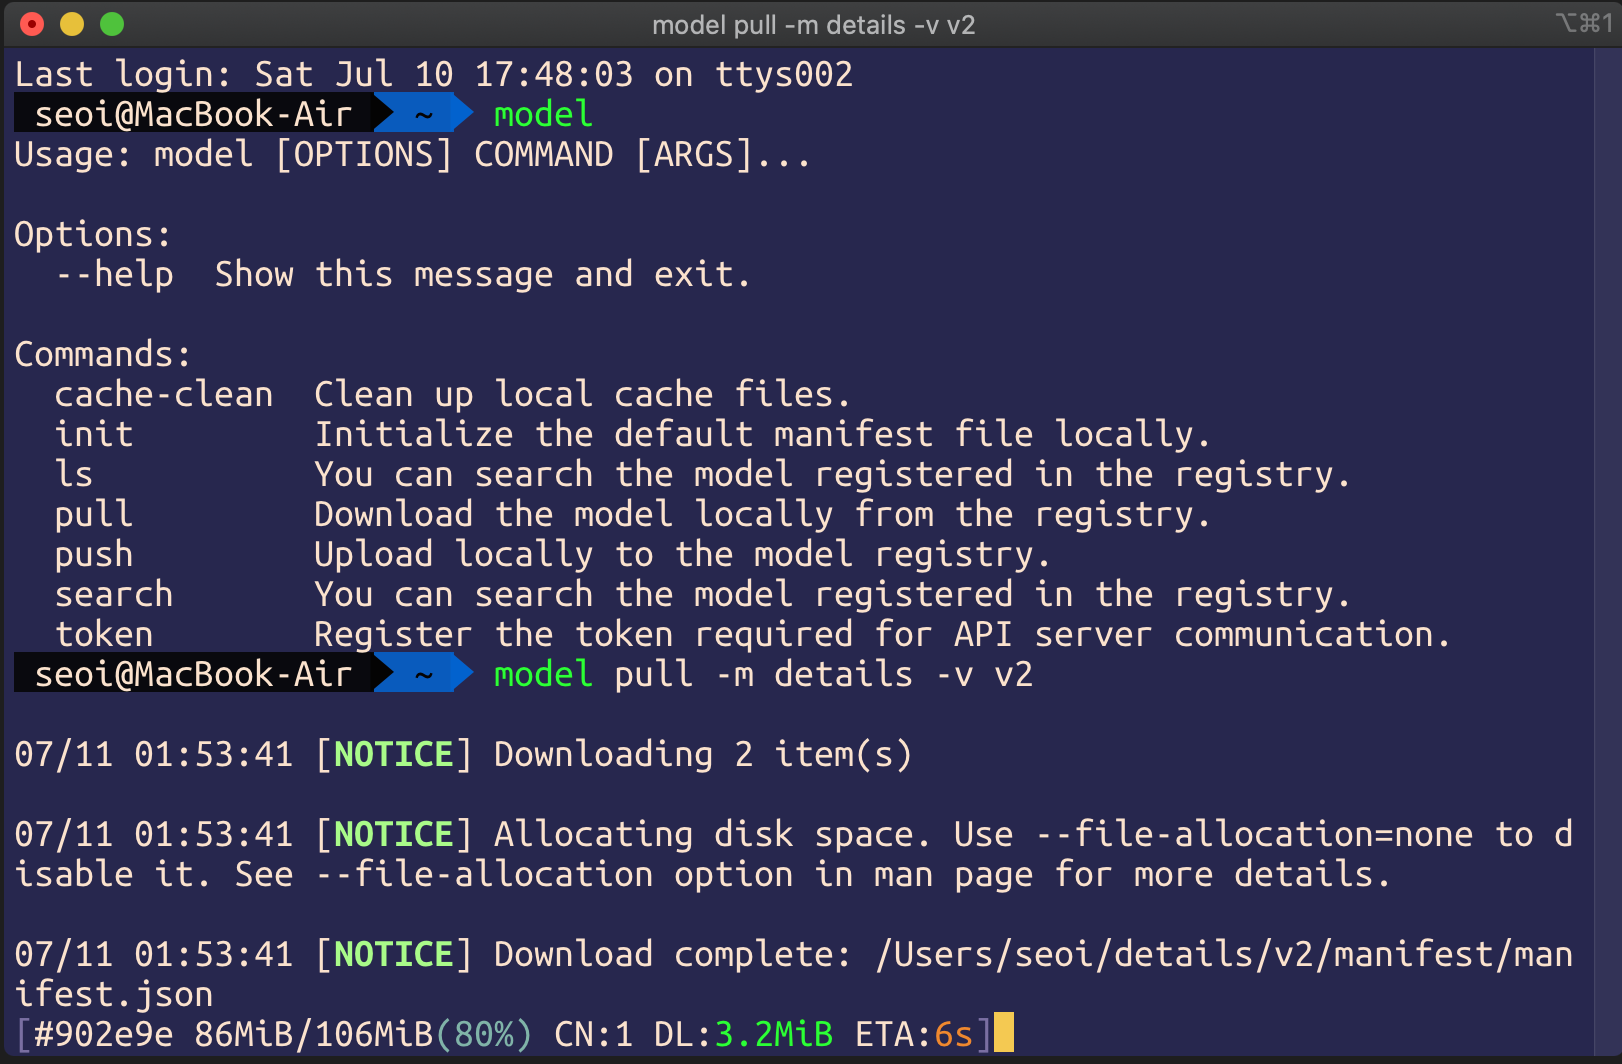 model pull -m details -v v2
⌥⌘1
Last login: Sat Jul 10 17:48:03 on ttys002
seoi@MacBook-Air ~ model
Usage: model [OPTIONS] COMMAND [ARGS]...
Options:
--help  Show this message and exit.
Commands:
cache-clean  Clean up local cache files.
init         Initialize the default manifest file locally.
ls           You can search the model registered in the registry.
pull         Download the model locally from the registry.
push         Upload locally to the model registry.
search       You can search the model registered in the registry.
token        Register the token required for API server communication.
seoi@MacBook-Air ~ model pull -m details -v v2
07/11 01:53:41 [NOTICE] Downloading 2 item(s)
07/11 01:53:41 [NOTICE] Allocating disk space. Use --file-allocation=none to d
isable it. See --file-allocation option in man page for more details.
07/11 01:53:41 [NOTICE] Download complete: /Users/seoi/details/v2/manifest/man
ifest.json
[#902e9e 86MiB/106MiB(80%) CN:1 DL:3.2MiB ETA:6s]